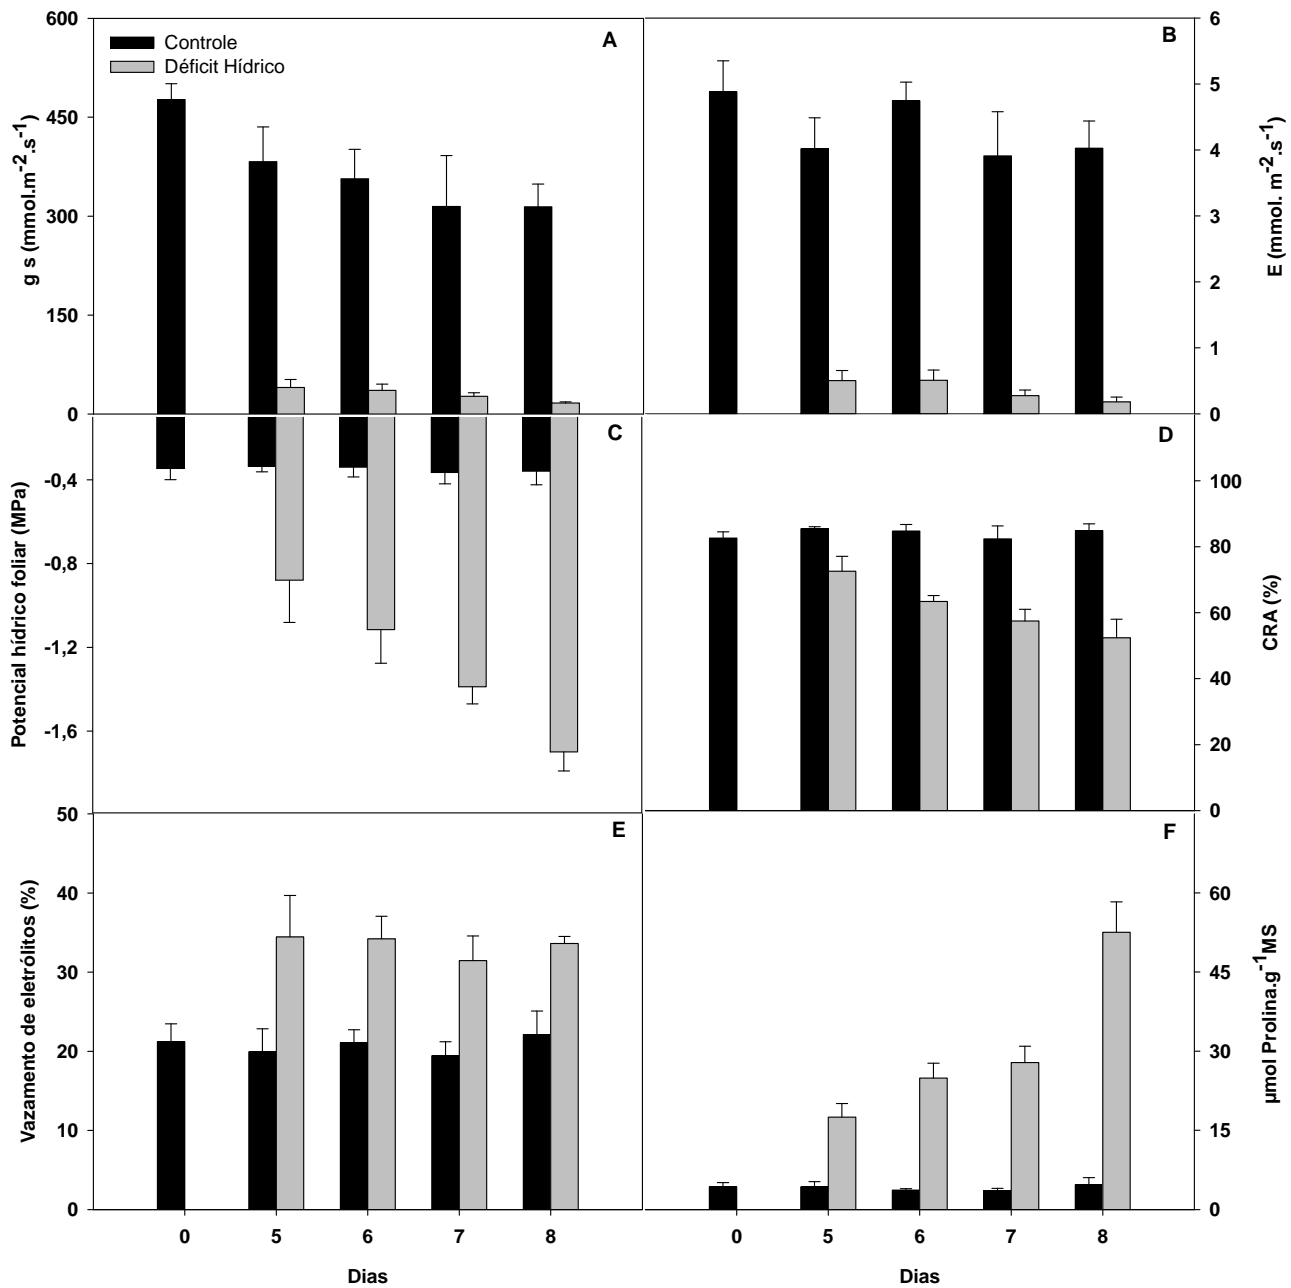 A
Controle
Déficit Hídrico
600
450
300
150
0
g s (mmol.m-2.s-1)
B
6
5
4
3
2
1
0
E (mmol. m-2.s-1)
C
-0,4
-0,8
-1,2
-1,6
Potencial hídrico foliar (MPa)
D
100
80
60
40
20
0
CRA (%)
E
50
40
30
20
10
0
Vazamento de eletrólitos (%)
0 5 6 7 8
Dias
F
60
45
30
15
0
µmol Prolina.g-1MS
0 5 6 7 8
Dias